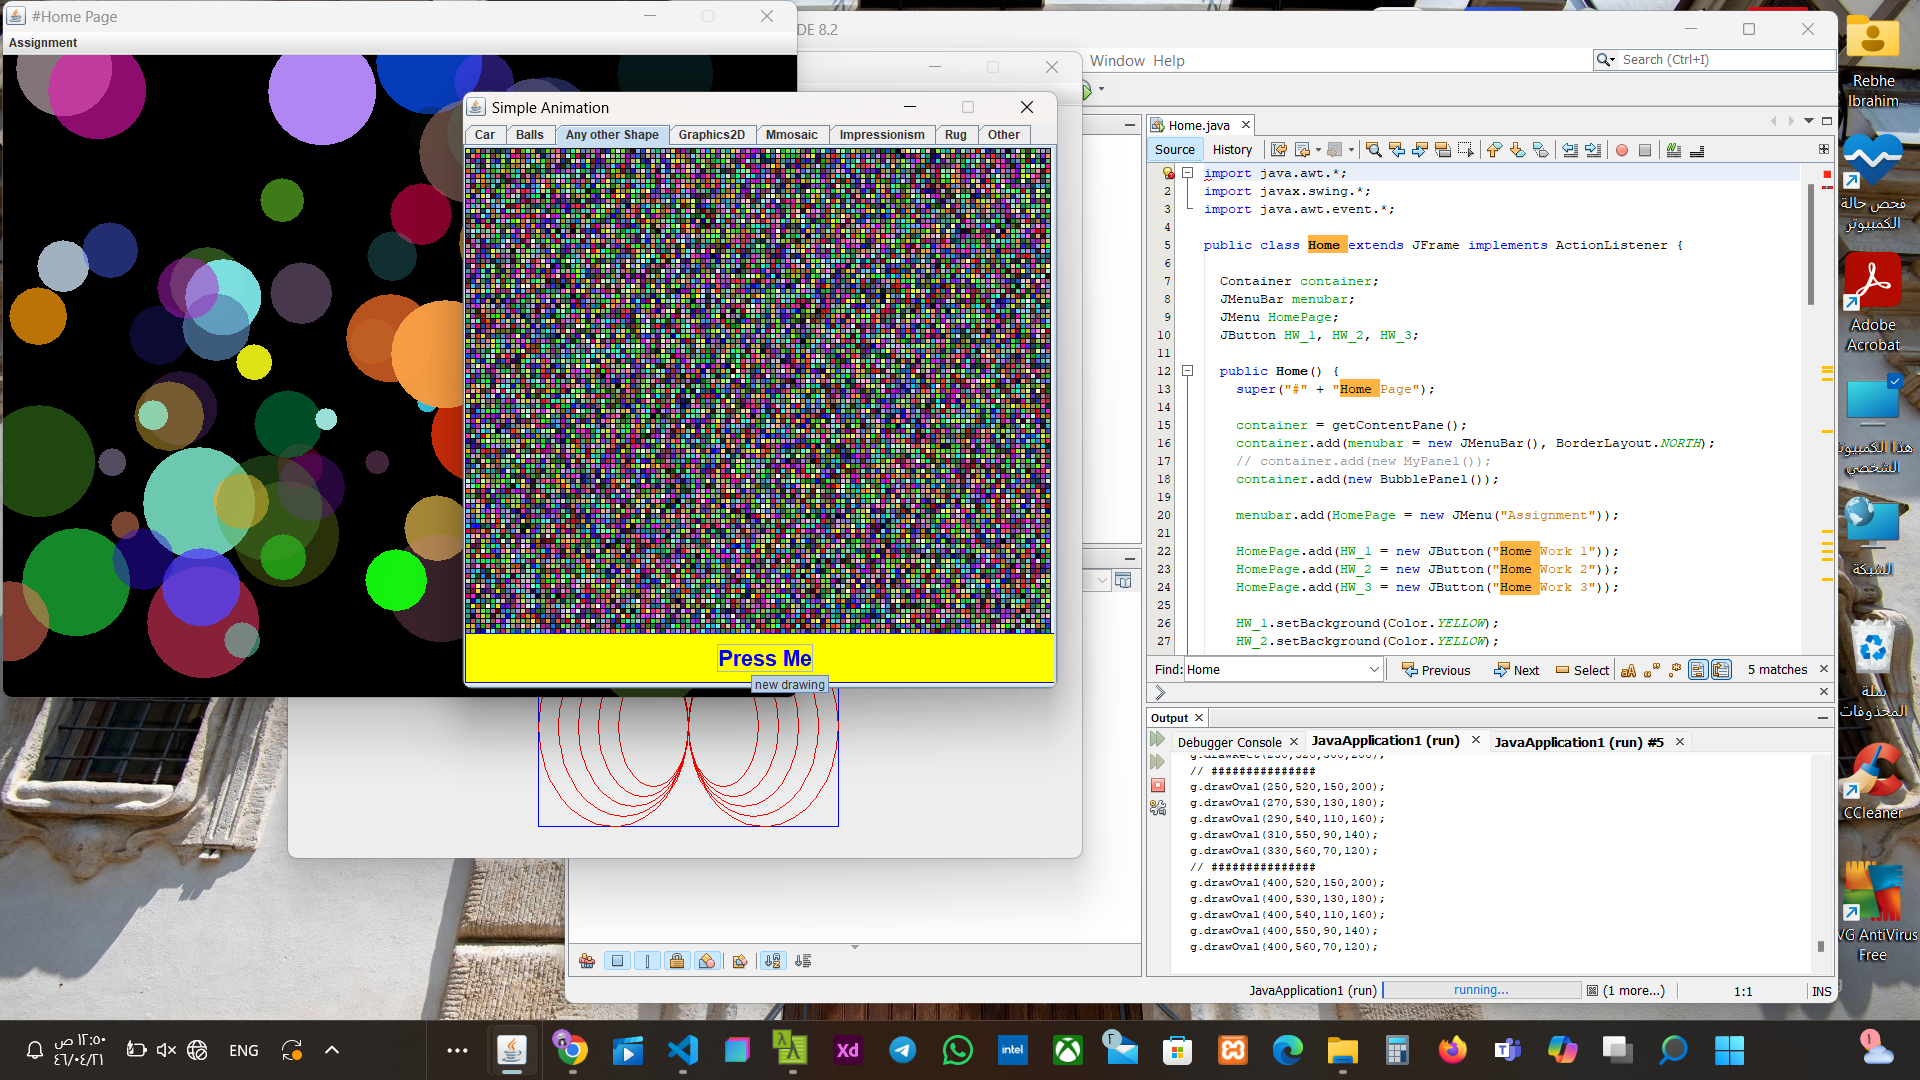 #Home Page
Assignment
DE 8.2
Window Help
Search (Ctrl+I)
Simple Animation
Car Balls Any other Shape Graphics2D Mmosaic Impressionism Rug Other
Press Me
new drawing
Home.java
Source History
import java.awt.*;
2 import javax.swing.*;
3 import java.awt.event.*;
4
5 public class Home extends JFrame implements ActionListener {
6
7 Container container;
8 JMenuBar menubar;
9 JMenu HomePage;
10 JButton HW_1, HW_2, HW_3;
11
12 public Home() {
13 super("#" + "Home Page");
14
15 container = getContentPane();
16 container.add(menubar = new JMenuBar(), BorderLayout.NORTH);
17 // container.add(new MyPanel());
18 container.add(new BubblePanel());
19
20 menubar.add(HomePage = new JMenu("Assignment"));
21
22 HomePage.add(HW_1 = new JButton("Home Work 1"));
23 HomePage.add(HW_2 = new JButton("Home Work 2"));
24 HomePage.add(HW_3 = new JButton("Home Work 3"));
25
26 HW_1.setBackground(Color.YELLOW);
27 HW_2.setBackground(Color.YELLOW);
Find: Home Previous Next Select 5 matches
Output
Debugger Console JavaApplication1 (run) JavaApplication1 (run) #5
// ###############
g.drawOval(250,520,150,200);
g.drawOval(270,530,130,180);
g.drawOval(290,540,110,160);
g.drawOval(310,550,90,140);
g.drawOval(330,560,70,120);
// ###############
g.drawOval(400,520,150,200);
g.drawOval(400,530,130,180);
g.drawOval(400,540,110,160);
g.drawOval(400,550,90,140);
g.drawOval(400,560,70,120);
JavaApplication1 (run) running... (1 more...) 1:1 INS
Rebhe
Ibrahim
فحص حالة
الكمبيوتر
Adobe
Acrobat
هذا الكمبيوتر
الشخصي
الشبكة
سلة
المحذوفات
CCleaner
VG AntiVirus
Free
١٢:٥٠ ص
٤٦/٠٤/٢١
ENG
Xd
intel
٢
1